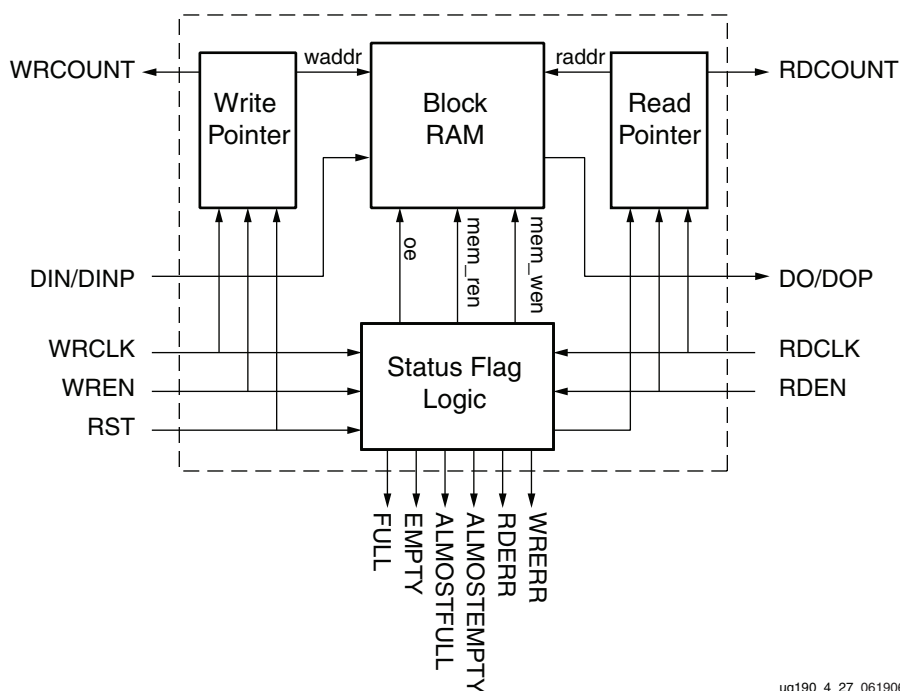 WRCOUNT
waddr
raddr
RDCOUNT
Write
Pointer
Block
RAM
Read
Pointer
oe
mem_ren
mem_wen
DIN/DINP
DO/DOP
WRCLK
WREN
RST
Status Flag
Logic
RDCLK
RDEN
FULL
EMPTY
ALMOSTFULL
ALMOSTEMPTY
RDERR
WRERR
ug190_4_27_061906